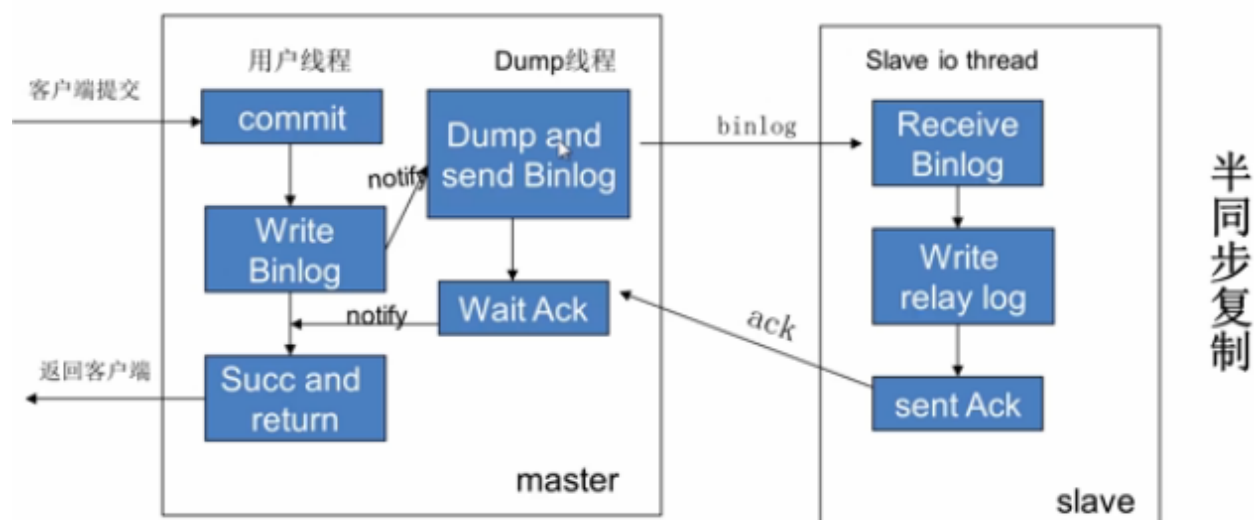 用户线程
Dump线程
Slave io thread
客户端提交
commit
Dump and
send Binlog
binlog
Receive
Binlog
notify
Write
Binlog
Write
relay log
Wait Ack
notify
ack
返回客户端
Succ and
return
sent Ack
master
slave
半同步复制